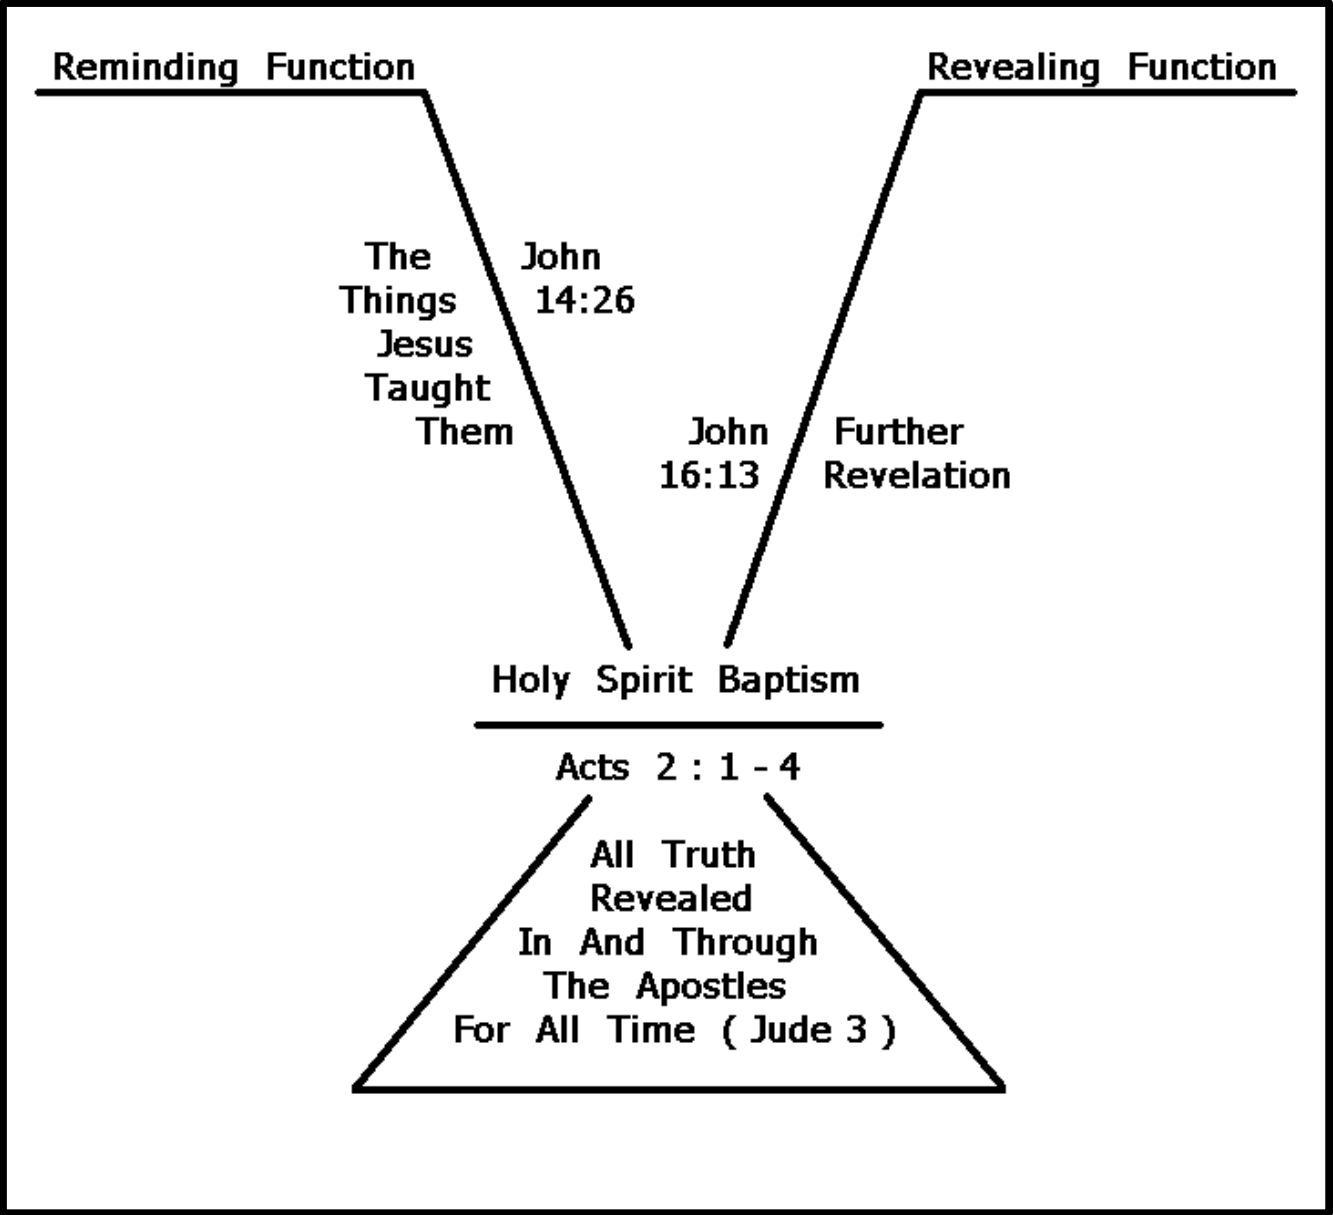 Reminding Function
Revealing Function
The
Things
Jesus
Taught
Them
John
14:26
John
16:13
Further
Revelation
Holy Spirit Baptism
Acts 2 : 1 - 4
All Truth
Revealed
In And Through
The Apostles
For All Time ( Jude 3 )